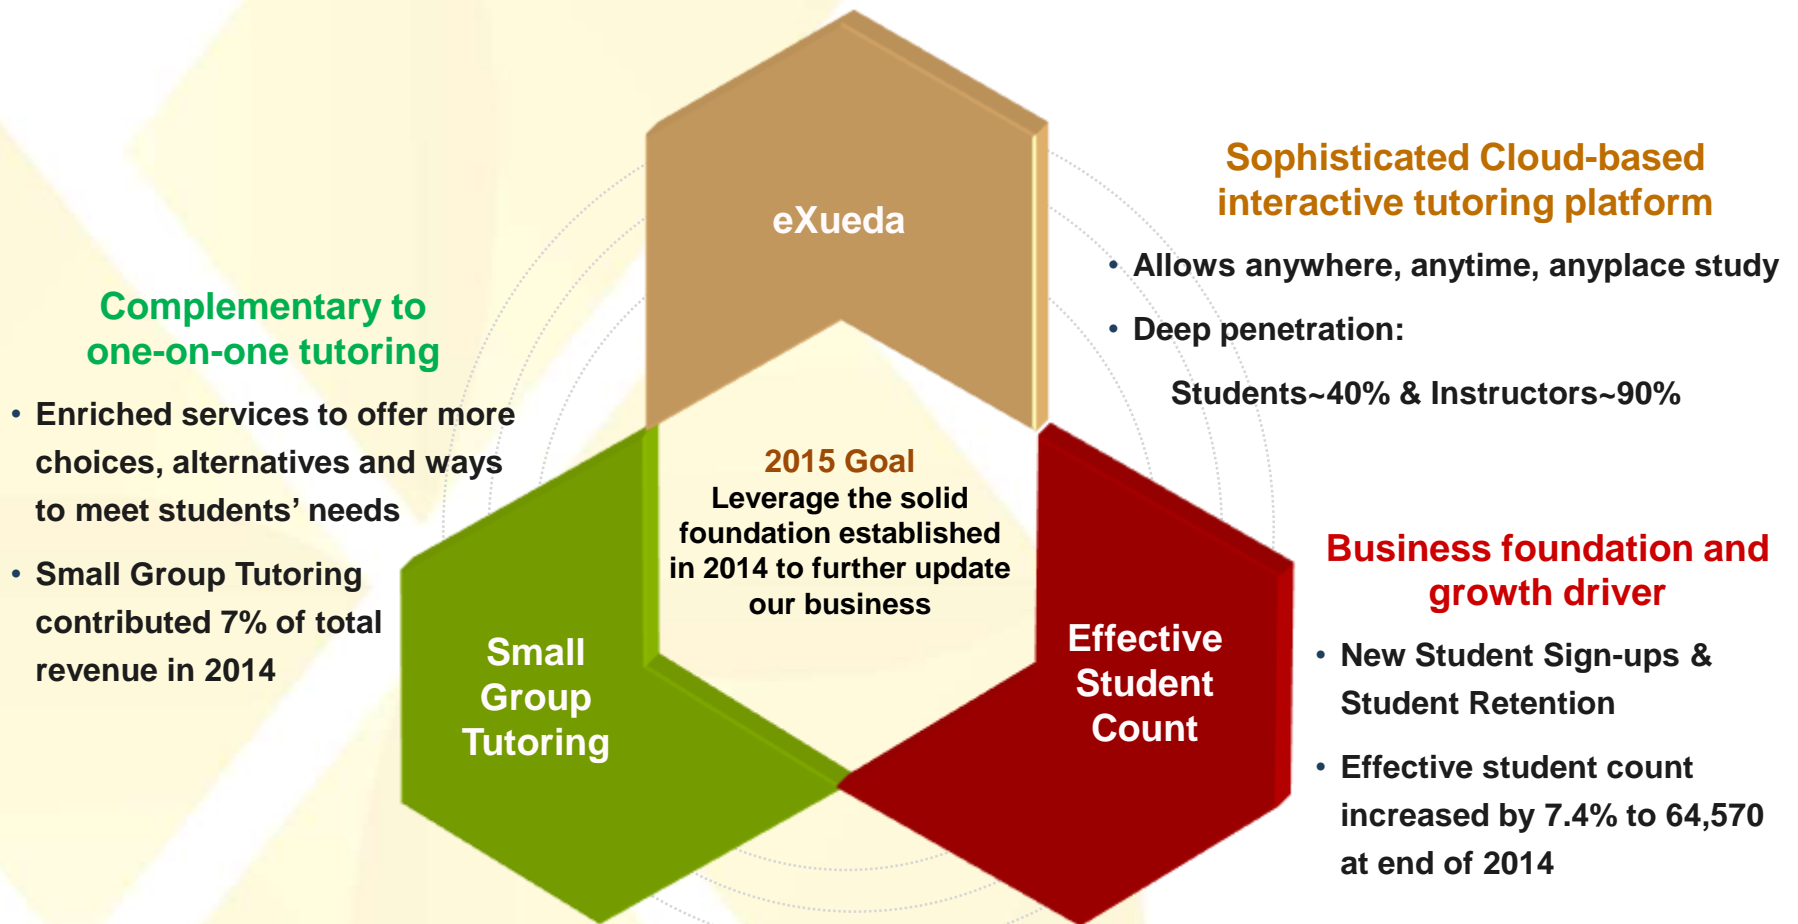 eXueda
Sophisticated Cloud-based
interactive tutoring platform
• Allows anywhere, anytime, anyplace study
• Deep penetration:
Students~40% & Instructors~90%
Complementary to
one-on-one tutoring
• Enriched services to offer more
choices, alternatives and ways
to meet students’ needs
• Small Group Tutoring
contributed 7% of total
revenue in 2014
2015 Goal
Leverage the solid
foundation established
in 2014 to further update
our business
Small
Group
Tutoring
Effective
Student
Count
Business foundation and
growth driver
• New Student Sign-ups &
Student Retention
• Effective student count
increased by 7.4% to 64,570
at end of 2014